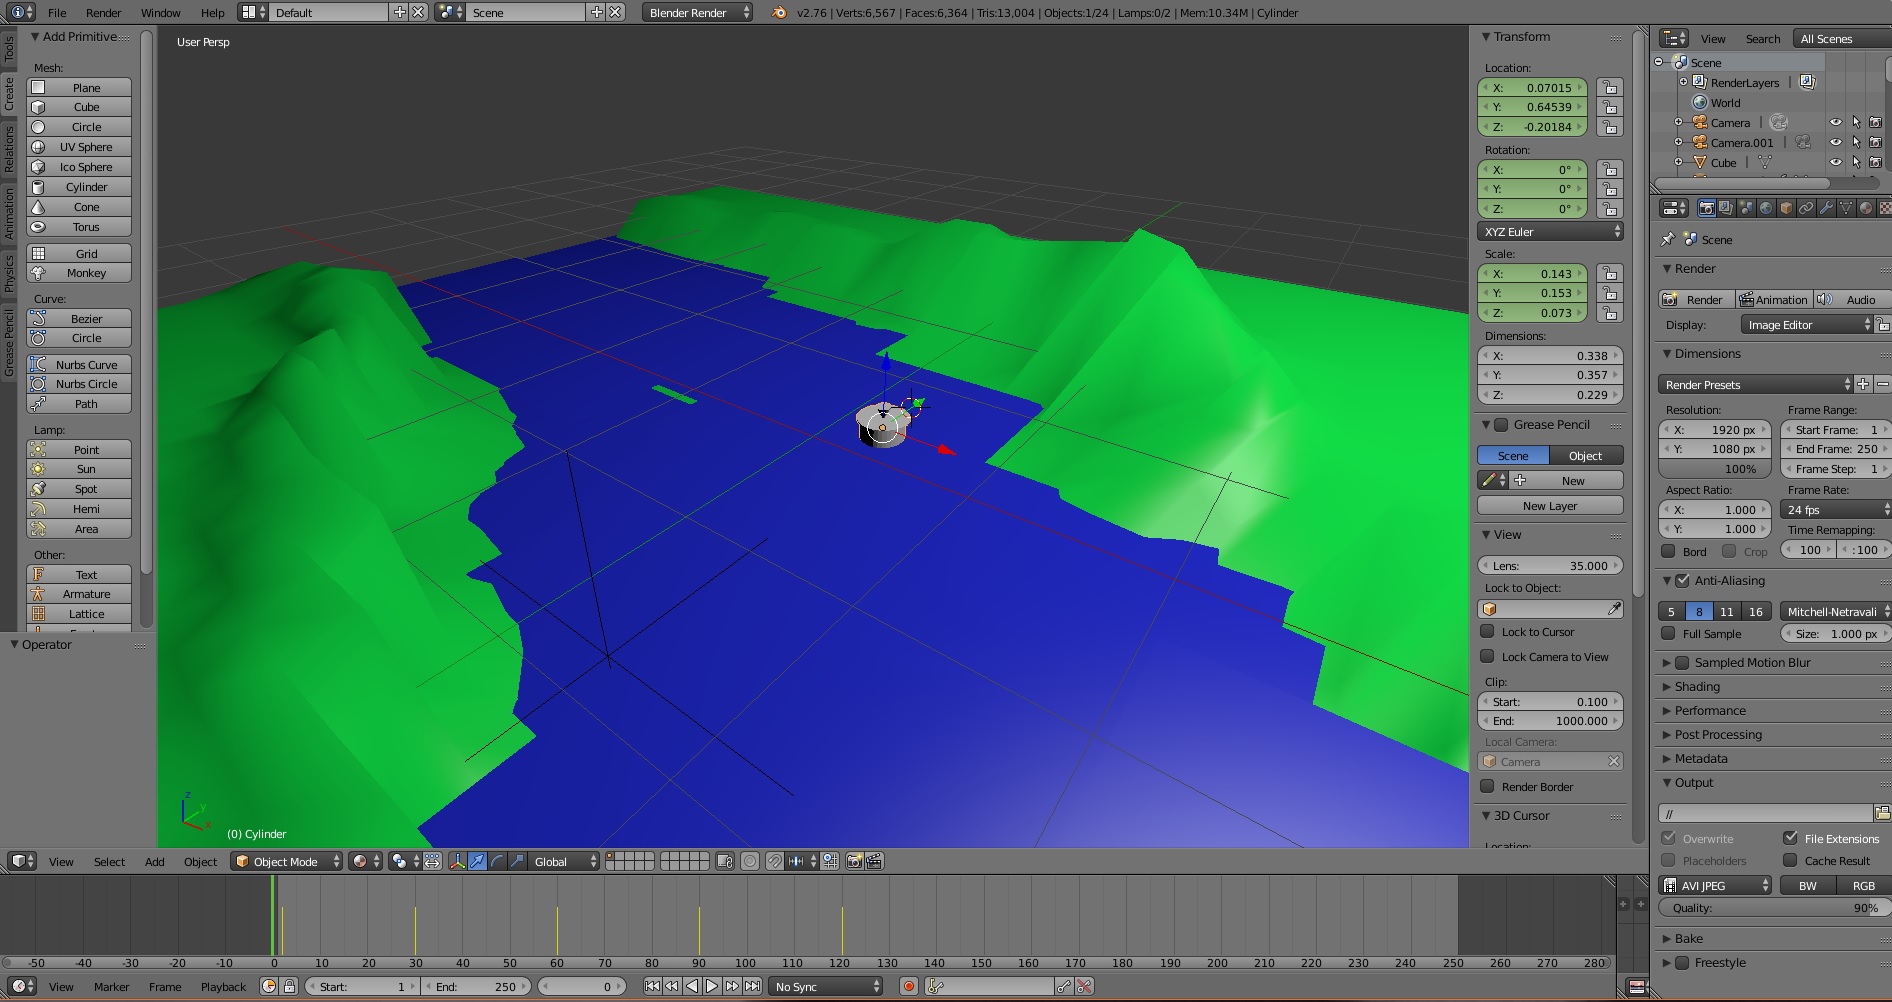 File Render Window Help Default Scene Blender Render v2.76 | Verts:6,567 | Faces:6,364 | Tris:13,004 | Objects:1/24 | Lamps:0/2 | Mem:10.34M | Cylinder
Tools
Create
Relations
Animation
Physics
Grease Pencil
Add Primitive
Mesh:
Plane
Cube
Circle
UV Sphere
Ico Sphere
Cylinder
Cone
Torus
Grid
Monkey
Curve:
Bezier
Circle
Nurbs Curve
Nurbs Circle
Path
Lamp:
Point
Sun
Spot
Hemi
Area
Other:
Text
Armature
Lattice
Operator
User Persp
z
y
x
(0) Cylinder
Transform
Location:
X: 0.07015
Y: 0.64539
Z: -0.20184
Rotation:
X: 0°
Y: 0°
Z: 0°
XYZ Euler
Scale:
X: 0.143
Y: 0.153
Z: 0.073
Dimensions:
X: 0.338
Y: 0.357
Z: 0.229
Grease Pencil
Scene Object
New
New Layer
View
Lens: 35.000
Lock to Object:
Lock to Cursor
Lock Camera to View
Clip:
Start: 0.100
End: 1000.000
Local Camera:
Camera
Render Border
3D Cursor
Location:
View Search All Scenes
Scene
RenderLayers
World
Camera
Camera.001
Cube
Scene
Render
Render Animation Audio
Display: Image Editor
Dimensions
Render Presets
Resolution: Frame Range:
X: 1920 px Start Frame: 1
Y: 1080 px End Frame: 250
100% Frame Step: 1
Aspect Ratio: Frame Rate:
X: 1.000 24 fps
Y: 1.000 Time Remapping:
Bord Crop 100 : 100
Anti-Aliasing
5 8 11 16 Mitchell-Netravali
Full Sample Size: 1.000 px
Sampled Motion Blur
Shading
Performance
Post Processing
Metadata
Output
//
Overwrite File Extensions
Placeholders Cache Result
AVI JPEG BW RGB
Quality: 90%
Bake
Freestyle
View Select Add Object Object Mode Global
-50 -40 -30 -20 -10 0 10 20 30 40 50 60 70 80 90 100 110 120 130 140 150 160 170 180 190 200 210 220 230 240 250 260 270 280
View Marker Frame Playback Start: 1 End: 250 0 No Sync